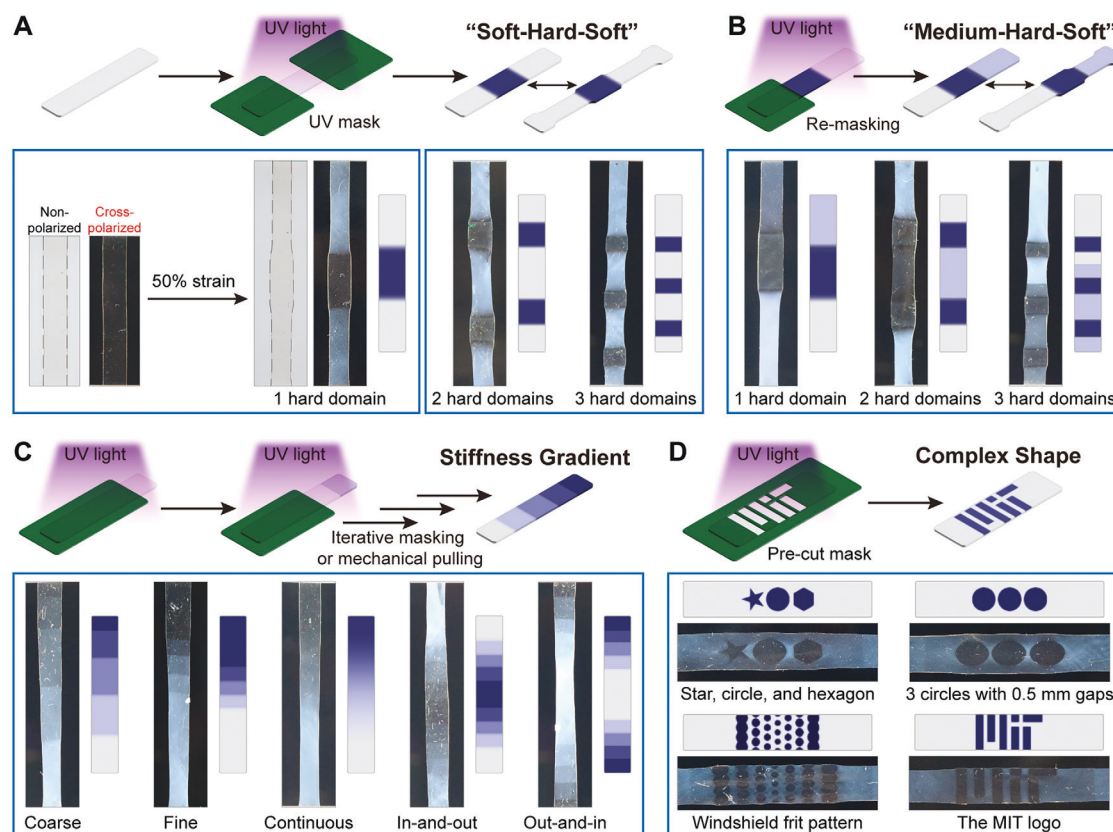 A
UV light
UV mask
“Soft-Hard-Soft”
Non-
polarized
Cross-
polarized
50% strain
1 hard domain
2 hard domains
3 hard domains
B
UV light
Re-masking
“Medium-Hard-Soft”
1 hard domain
2 hard domains
3 hard domains
C
UV light
UV light
Iterative masking
or mechanical pulling
Stiffness Gradient
Coarse
Fine
Continuous
In-and-out
Out-and-in
D
UV light
Pre-cut mask
Complex Shape
Star, circle, and hexagon
3 circles with 0.5 mm gaps
Windshield frit pattern
The MIT logo